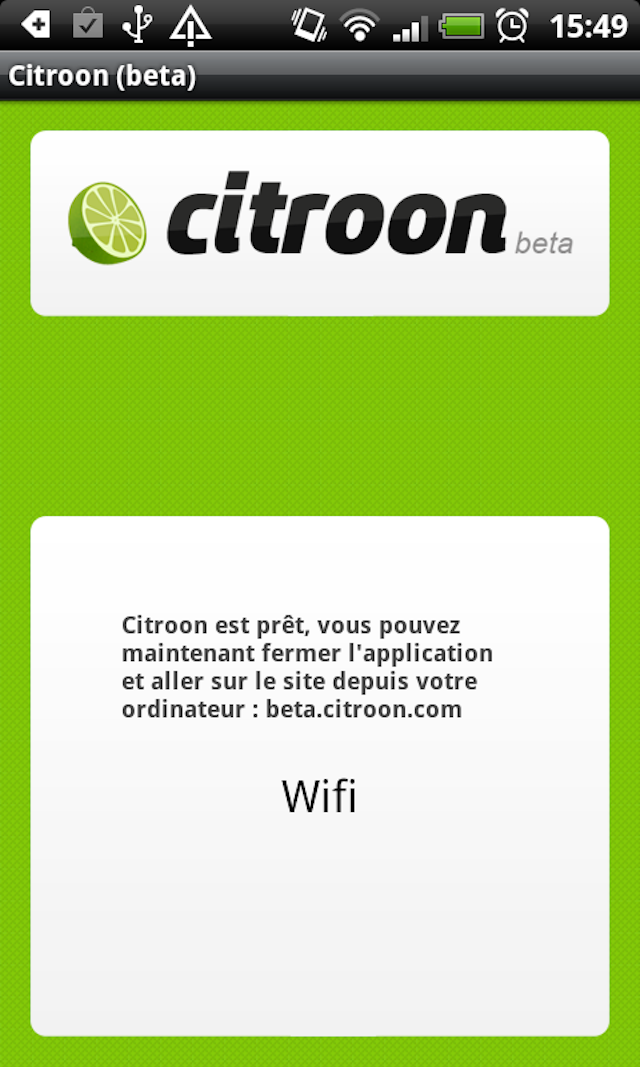 15:49
Citroon (beta)
citroon beta
Citroon est prêt, vous pouvez
maintenant fermer l'application
et aller sur le site depuis votre
ordinateur : beta.citroon.com
Wifi